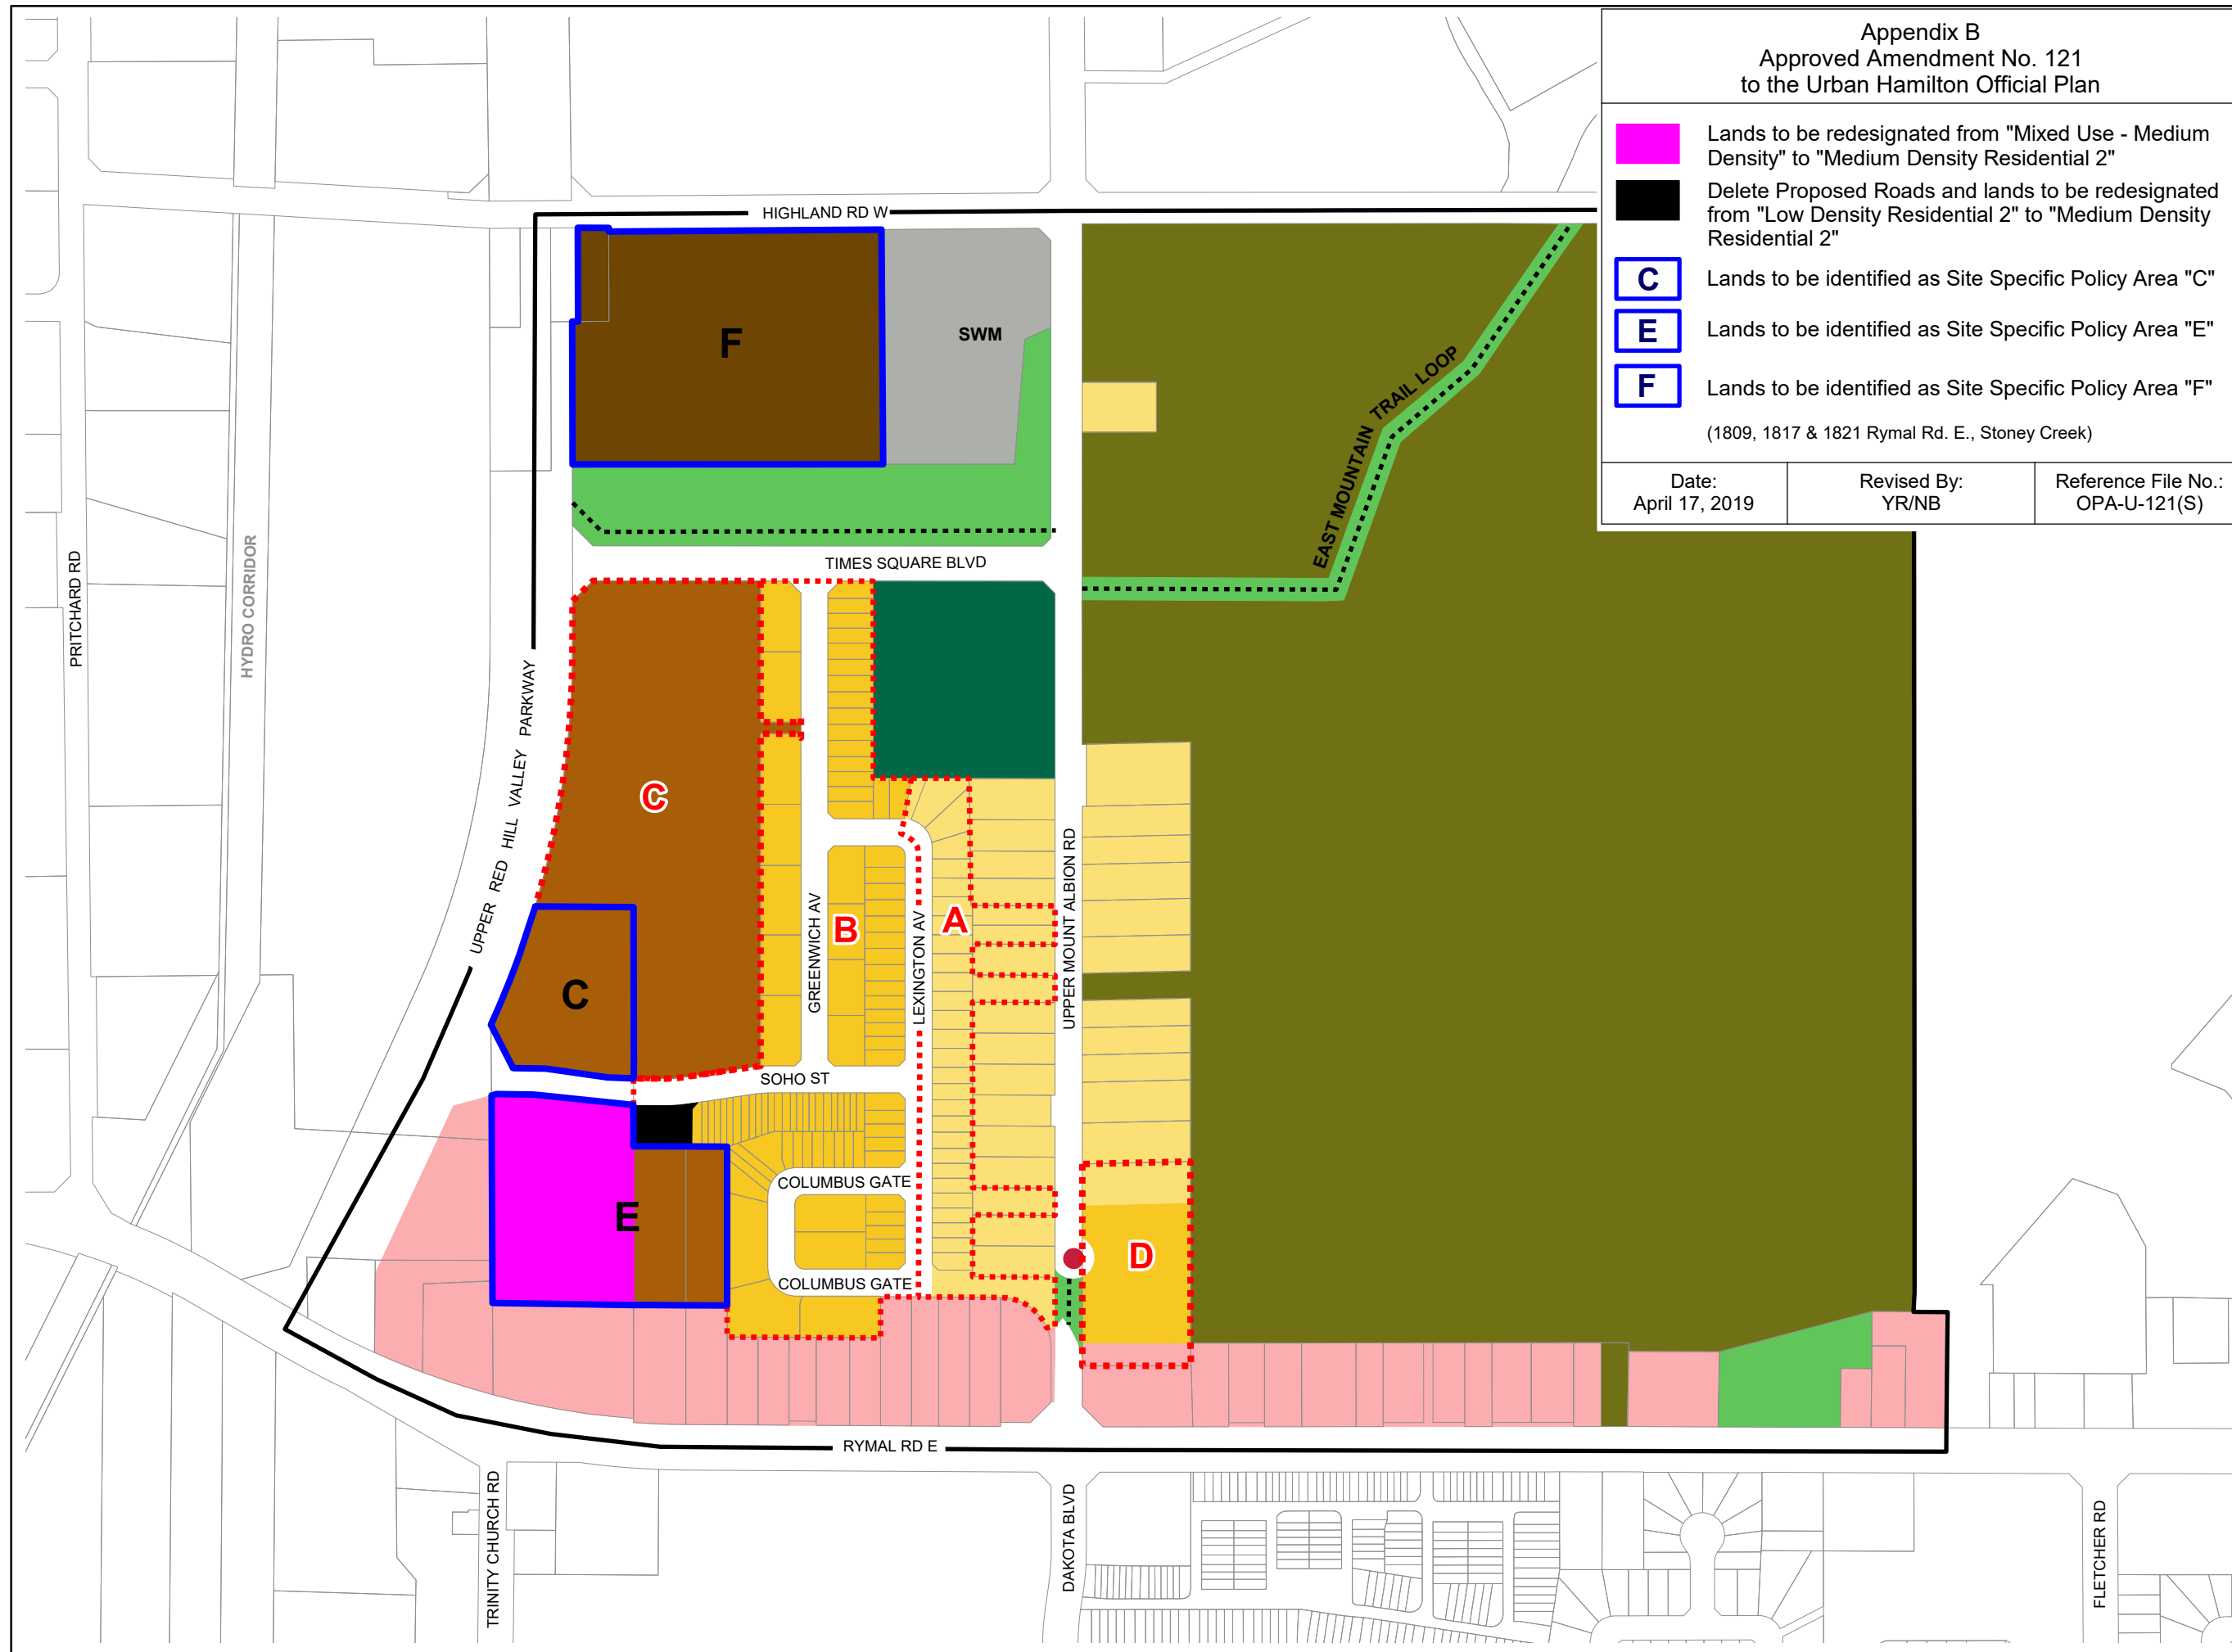 Appendix B
Approved Amendment No. 121
to the Urban Hamilton Official Plan
Lands to be redesignated from "Mixed Use - Medium
Density" to "Medium Density Residential 2"
Delete Proposed Roads and lands to be redesignated
from "Low Density Residential 2" to "Medium Density
Residential 2"
C
Lands to be identified as Site Specific Policy Area "C"
E
Lands to be identified as Site Specific Policy Area "E"
F
Lands to be identified as Site Specific Policy Area "F"
(1809, 1817 & 1821 Rymal Rd. E., Stoney Creek)
Date:
April 17, 2019
Revised By:
YR/NB
Reference File No.:
OPA-U-121(S)
HIGHLAND RD W
F
SWM
EAST MOUNTAIN TRAIL LOOP
TIMES SQUARE BLVD
PRITCHARD RD
HYDRO CORRIDOR
UPPER RED HILL VALLEY PARKWAY
C
GREENWICH AV
B
LEXINGTON AV
A
UPPER MOUNT ALBION RD
C
SOHO ST
COLUMBUS GATE
E
D
COLUMBUS GATE
RYMAL RD E
TRINITY CHURCH RD
DAKOTA BLVD
FLETCHER RD